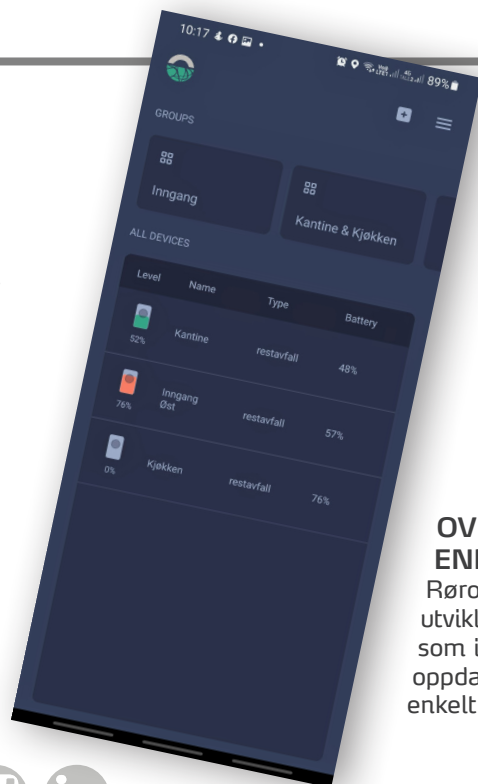 10:17
89%
GROUPS
Inngang
Kantine & Kjøkken
ALL DEVICES
Level Name Type Battery
52% Kantine restavfall 48%
76% Inngang Øst restavfall 57%
0% Kjøkken restavfall 76%
OV
ENI
Røro
utvikl
som i
oppda
enkelt
in